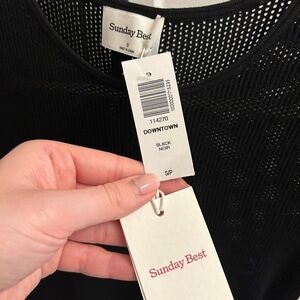 Sunday Best
S
114270
DOWNTOWN
BLACK
NOIR
S/P
Sunday Best